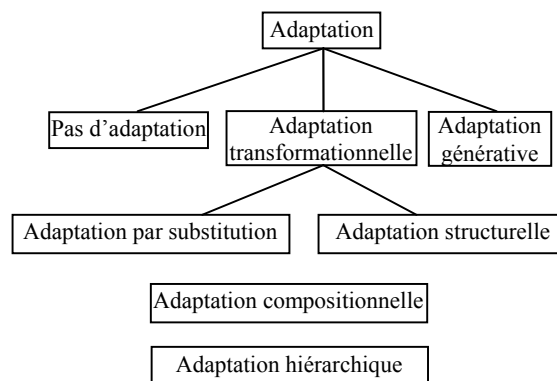 Adaptation
Pas d’adaptation
Adaptation
transformationnelle
Adaptation
générative
Adaptation par substitution
Adaptation structurelle
Adaptation compositionnelle
Adaptation hiérarchique